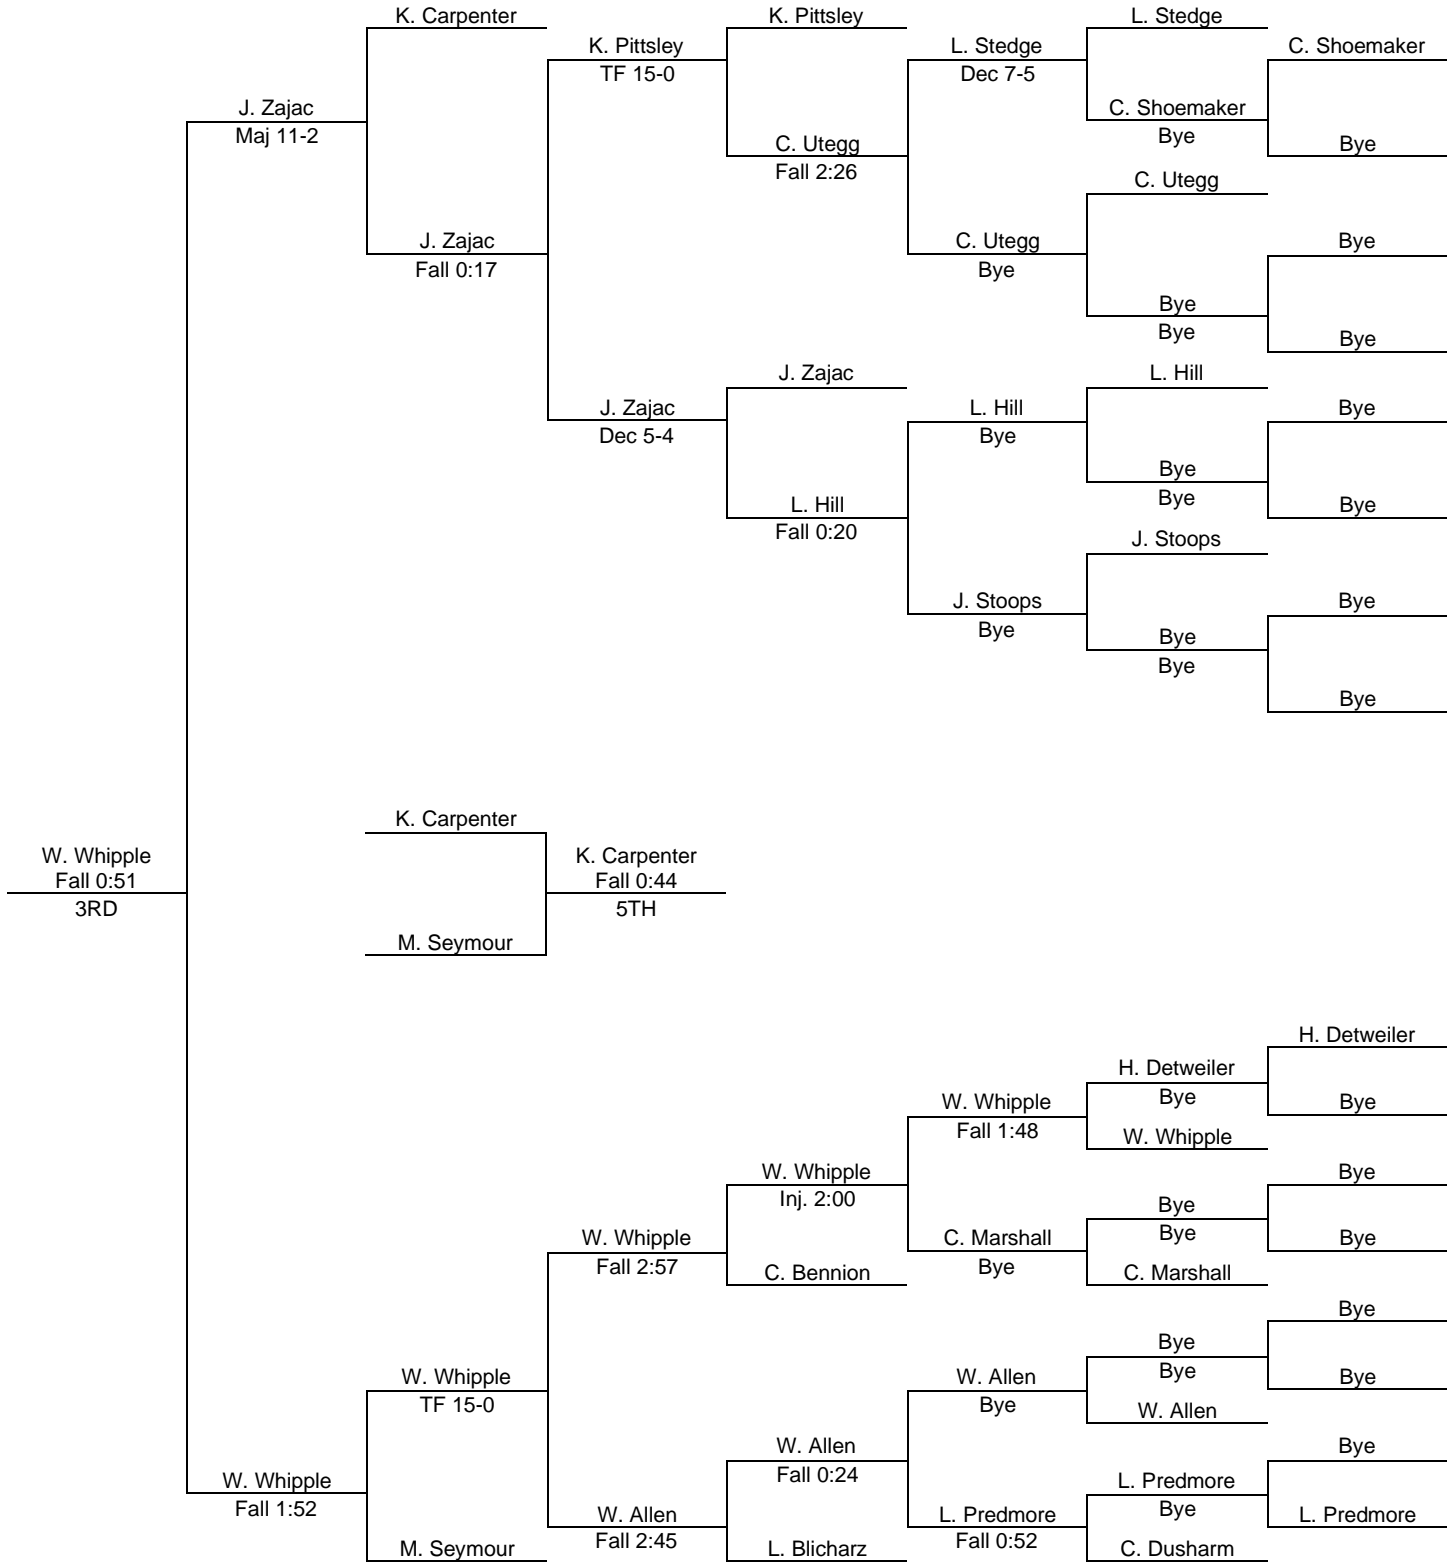 K. Carpenter
K. Pittsley
L. Stedge
K. Pittsley
TF 15-0
L. Stedge
Dec 7-5
C. Shoemaker
J. Zajac
Maj 11-2
C. Shoemaker
Bye
C. Utegg
Fall 2:26
Bye
C. Utegg
J. Zajac
Fall 0:17
C. Utegg
Bye
Bye
Bye
Bye
Bye
J. Zajac
L. Hill
J. Zajac
Dec 5-4
L. Hill
Bye
Bye
Bye
Bye
L. Hill
Fall 0:20
Bye
J. Stoops
J. Stoops
Bye
Bye
Bye
Bye
Bye
K. Carpenter
W. Whipple
Fall 0:51
3RD
K. Carpenter
Fall 0:44
5TH
M. Seymour
H. Detweiler
H. Detweiler
Bye
W. Whipple
Fall 1:48
Bye
W. Whipple
W. Whipple
Inj. 2:00
Bye
Bye
Bye
W. Whipple
Fall 2:57
C. Marshall
Bye
Bye
C. Bennion
C. Marshall
Bye
Bye
Bye
W. Whipple
TF 15-0
W. Allen
Bye
Bye
W. Allen
W. Allen
Fall 0:24
Bye
W. Whipple
Fall 1:52
L. Predmore
Bye
W. Allen
Fall 2:45
L. Predmore
Fall 0:52
L. Predmore
M. Seymour
L. Blicharz
C. Dusharm